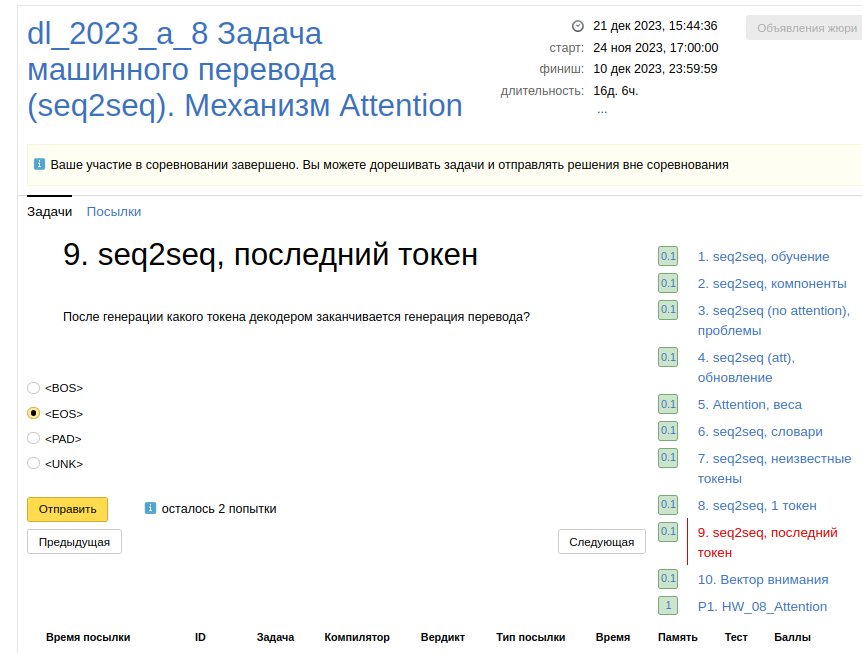 dl_2023_a_8 Задача
машинного перевода
(seq2seq). Механизм Attention
21 дек 2023, 15:44:36
старт: 24 ноя 2023, 17:00:00
финиш: 10 дек 2023, 23:59:59
длительность: 16д. 6ч.
...
Объявления жюри
Ваше участие в соревновании завершено. Вы можете дорешивать задачи и отправлять решения вне соревнования
Задачи Посылки
9. seq2seq, последний токен
После генерации какого токена декодером заканчивается генерация перевода?
<BOS>
<EOS>
<PAD>
<UNK>
Отправить
осталось 2 попытки
Предыдущая
Следующая
0.1 1. seq2seq, обучение
0.1 2. seq2seq, компоненты
0.1 3. seq2seq (no attention),
проблемы
0.1 4. seq2seq (att),
обновление
0.1 5. Attention, веса
0.1 6. seq2seq, словари
0.1 7. seq2seq, неизвестные
токены
0.1 8. seq2seq, 1 токен
0.1 9. seq2seq, последний
токен
0.1 10. Вектор внимания
1 P1. HW_08_Attention
Время посылки ID Задача Компилятор Вердикт Тип посылки Время Память Тест Баллы